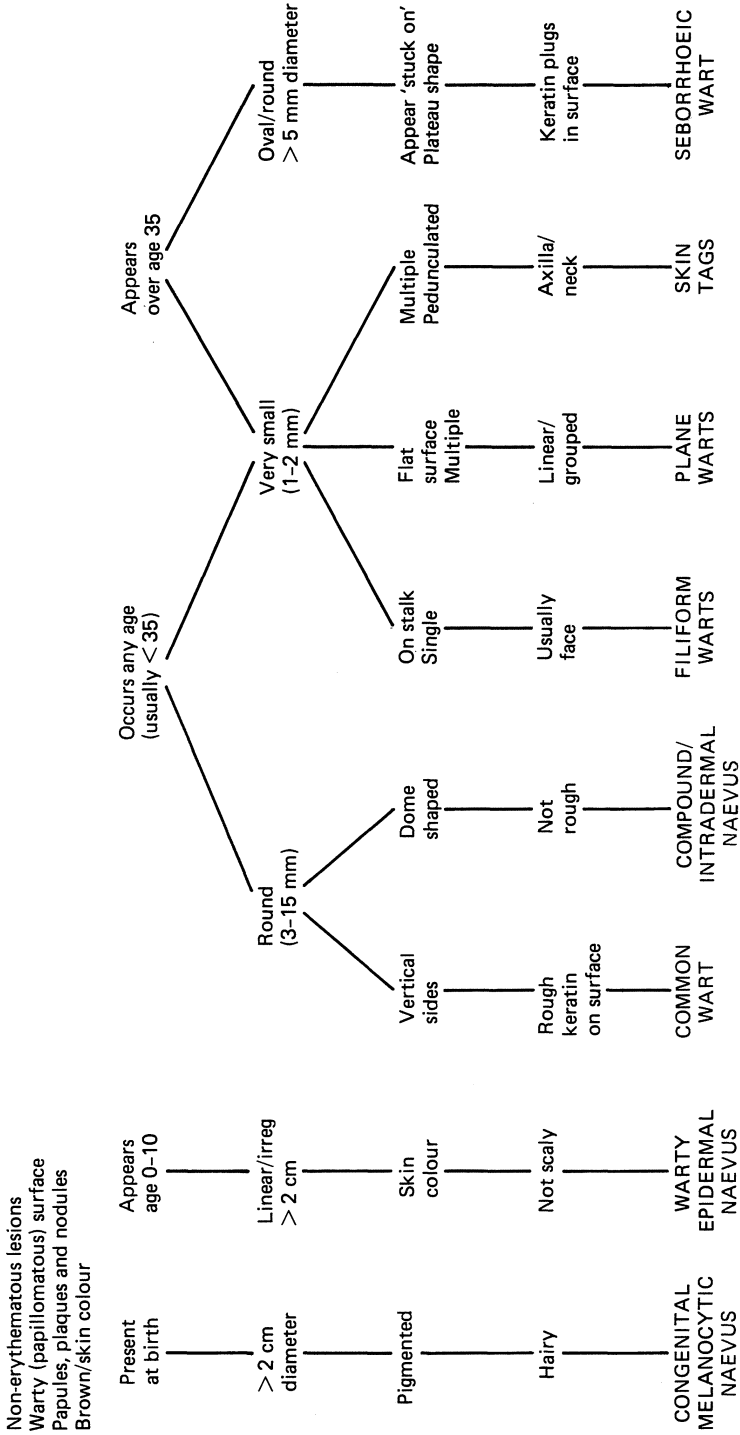 Non-erythematous lesions
Warty (papillomatous) surface
Papules, plaques and nodules
Brown/skin colour
Present
at birth
Appears
age 0–10
Occurs any age
(usually < 35)
Appears
over age 35
> 2 cm
diameter
Linear/irreg
> 2 cm
Round
(3–15 mm)
Very small
(1–2 mm)
Oval/round
> 5 mm diameter
Pigmented
Skin
colour
Vertical
sides
Dome
shaped
On stalk
Single
Flat
surface
Multiple
Multiple
Pedunculated
Appear 'stuck on'
Plateau shape
Hairy
Not scaly
Rough
keratin
on surface
Not
rough
Usually
face
Linear/
grouped
Axilla/
neck
Keratin plugs
in surface
CONGENITAL
MELANOCYTIC
NAEVUS
WARTY
EPIDERMAL
NAEVUS
COMMON
WART
COMPOUND/
INTRADERMAL
NAEVUS
FILIFORM
WARTS
PLANE
WARTS
SKIN
TAGS
SEBORRHOEIC
WART